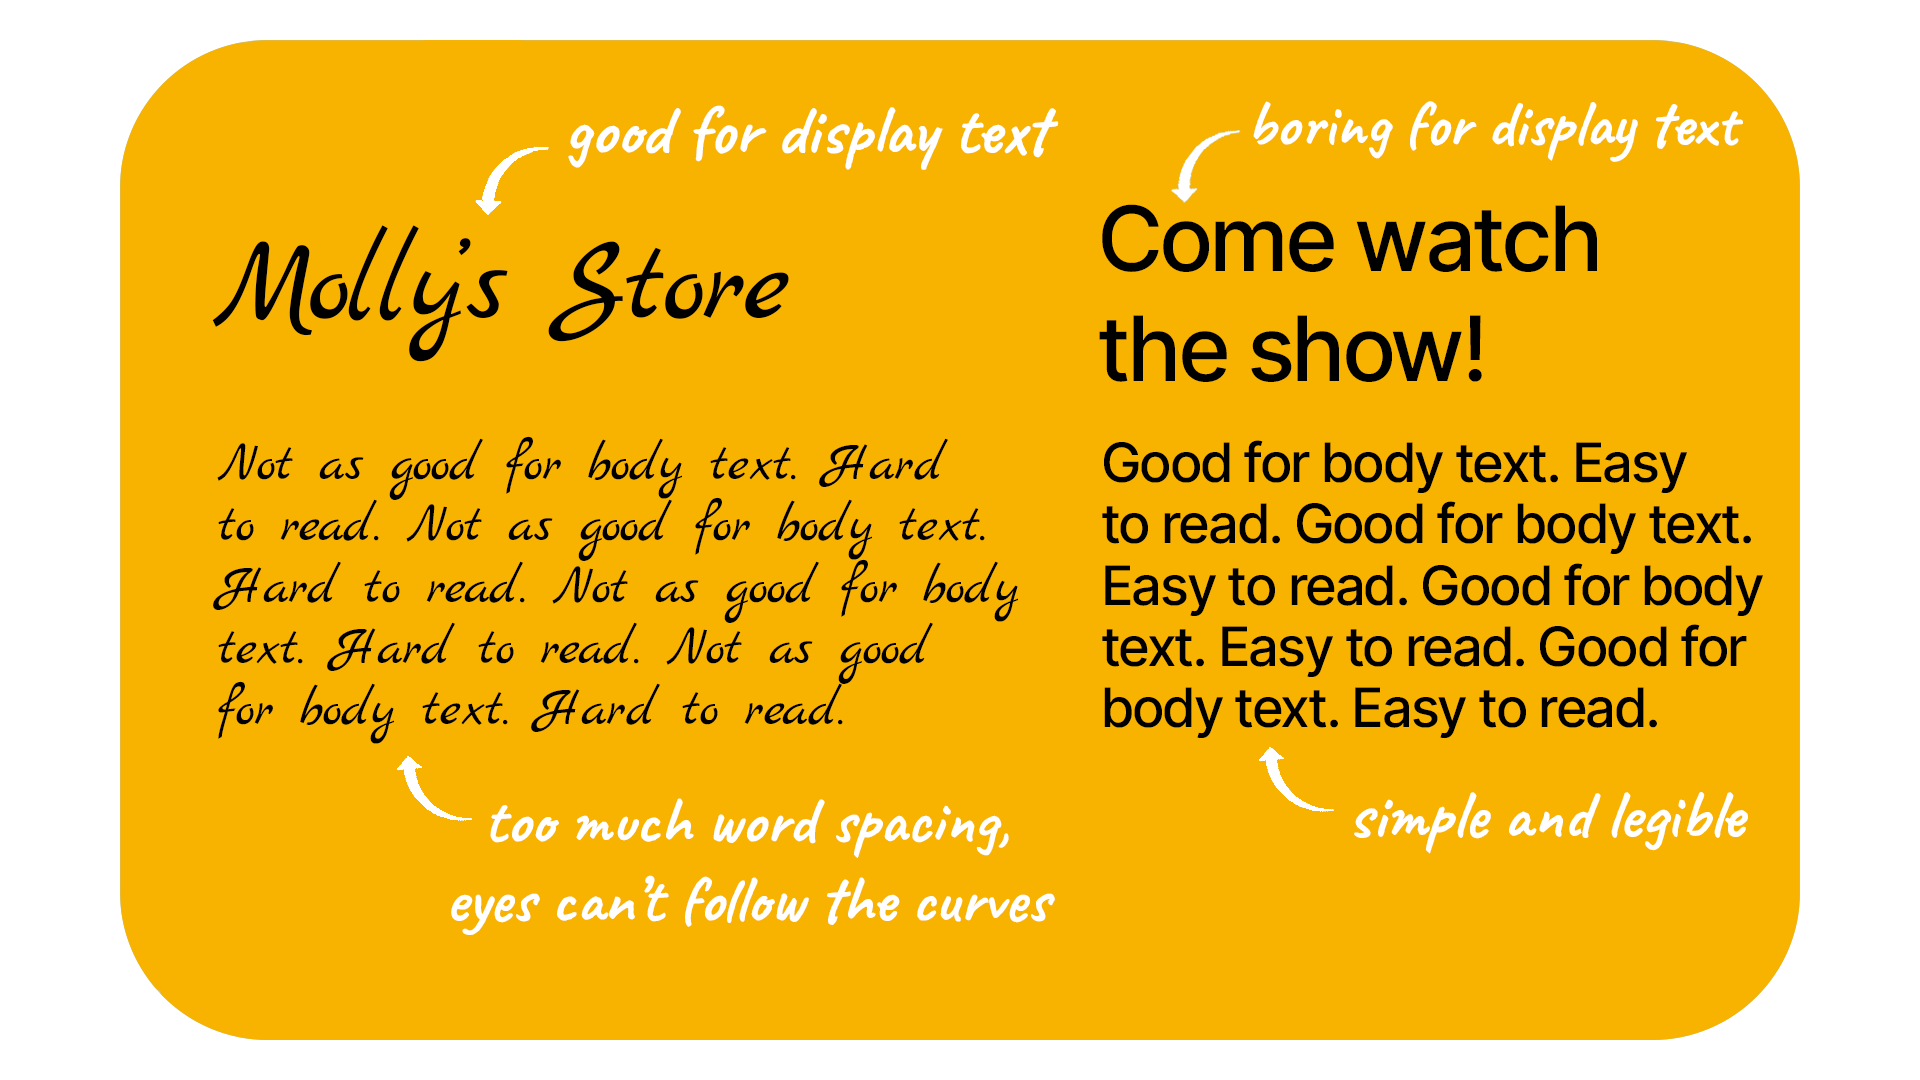 good for display text
Molly's Store
Not as good for body text. Hard
to read. Not as good for body text.
Hard to read. Not as good for body
text. Hard to read. Not as good
for body text. Hard to read.
too much word spacing,
eyes can't follow the curves
boring for display text
Come watch
the show!
Good for body text. Easy
to read. Good for body text.
Easy to read. Good for body
text. Easy to read. Good for
body text. Easy to read.
simple and legible